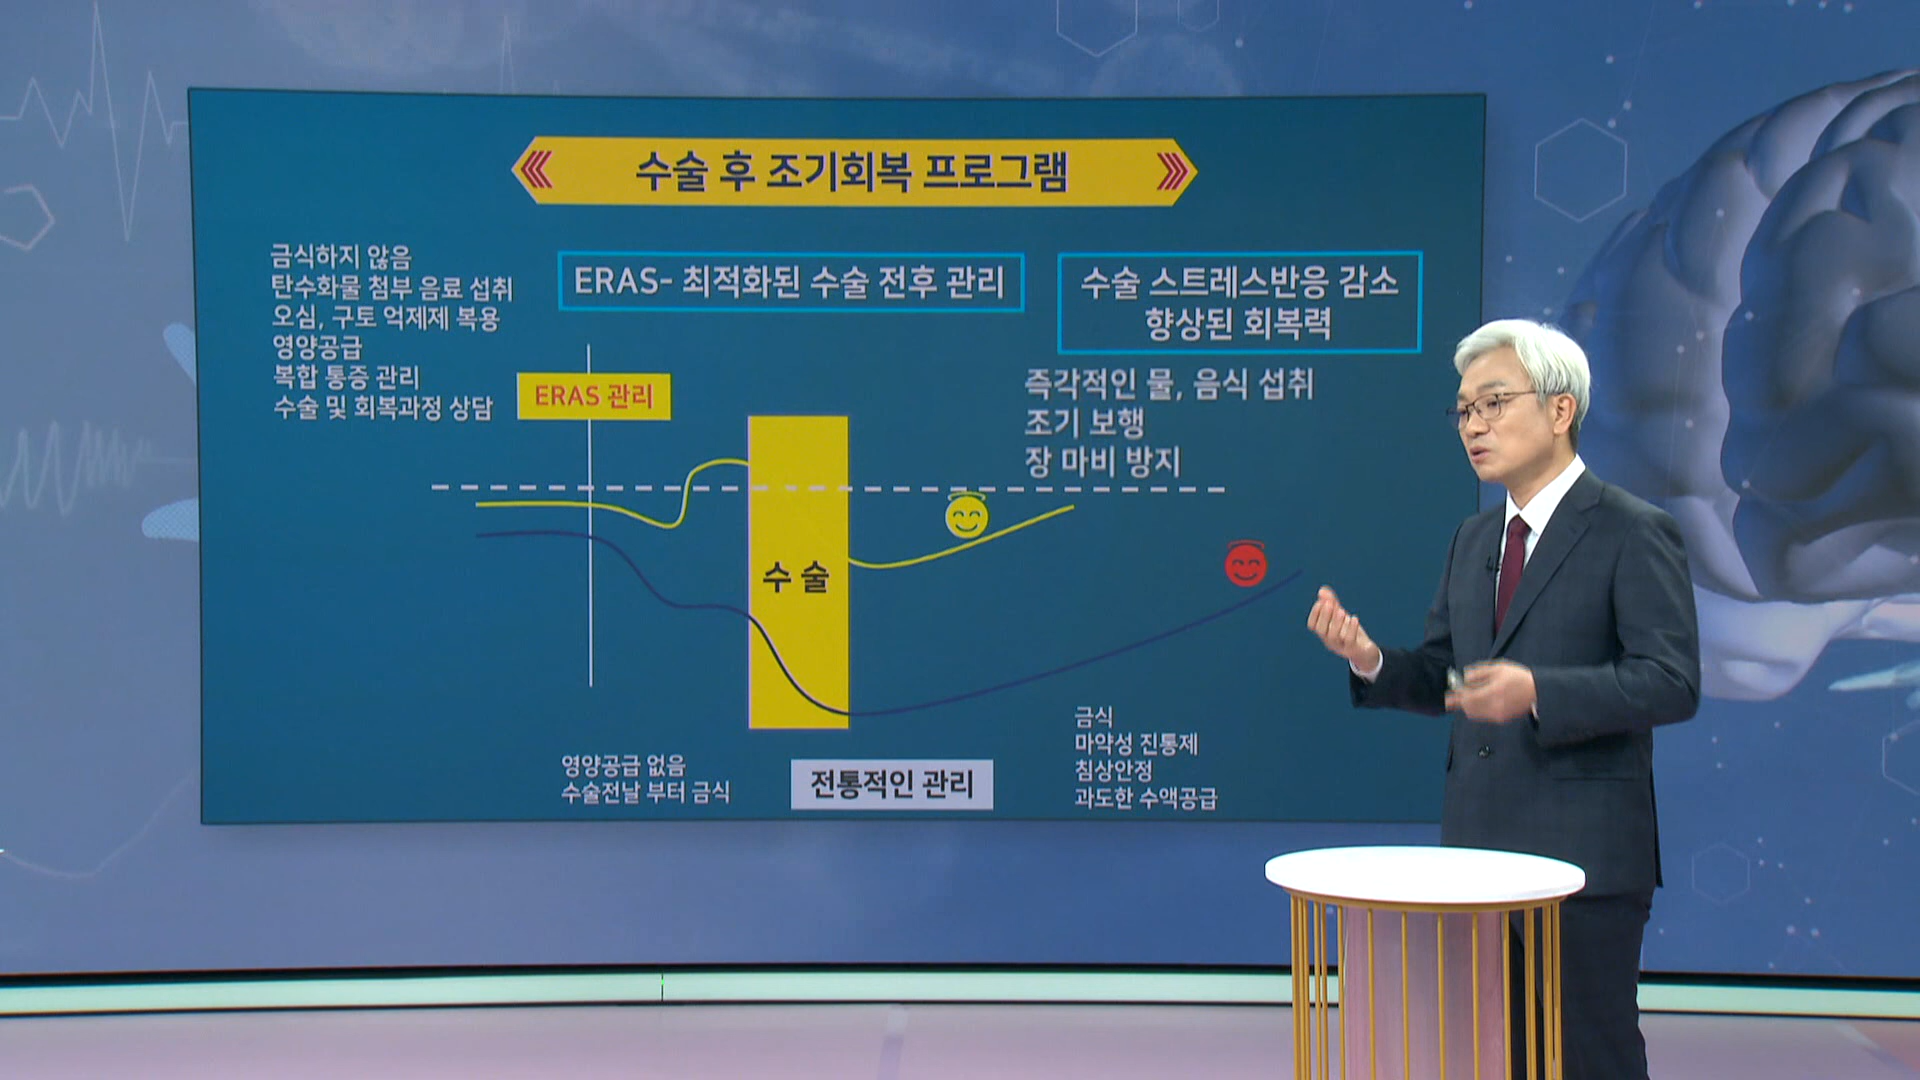 수술 후 조기회복 프로그램
금식하지 않음
탄수화물 첨부 음료 섭취
오심, 구토 억제제 복용
영양공급
복합 통증 관리
수술 및 회복과정 상담
ERAS- 최적화된 수술 전후 관리
수술 스트레스반응 감소
향상된 회복력
ERAS 관리
즉각적인 물, 음식 섭취
조기 보행
장 마비 방지
수 술
영양공급 없음
수술전날 부터 금식
전통적인 관리
금식
마약성 진통제
침상안정
과도한 수액공급